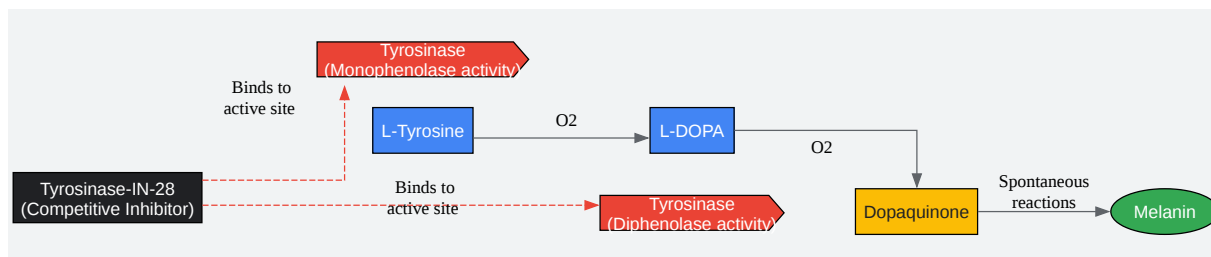 Tyrosinase
(Monophenolase activity)
Binds to
active site
L-Tyrosine
O2
L-DOPA
O2
Tyrosinase-IN-28
(Competitive Inhibitor)
Binds to
active site
Tyrosinase
(Diphenolase activity)
Dopaquinone
Spontaneous
reactions
Melanin